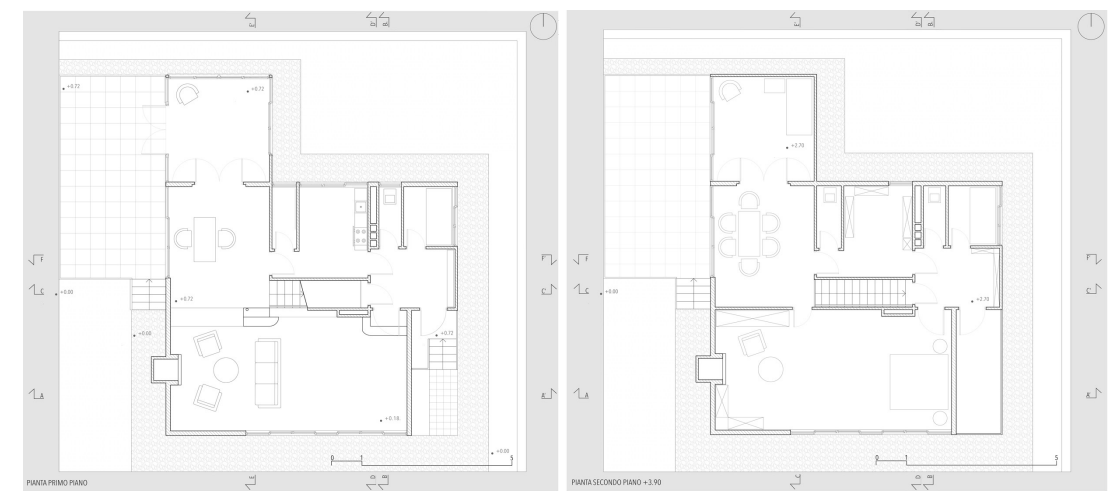 E D B
+0.72 +0.72
F F
C +0.00 +0.72 C
+0.60 +0.72
A A
+0.18
+0.00
0 1 5
PIANTA PRIMO PIANO
E D B
E D B
+2.70
F F
C +0.00 +2.70 C
A A
0 1 5
PIANTA SECONDO PIANO +3.90
C D B